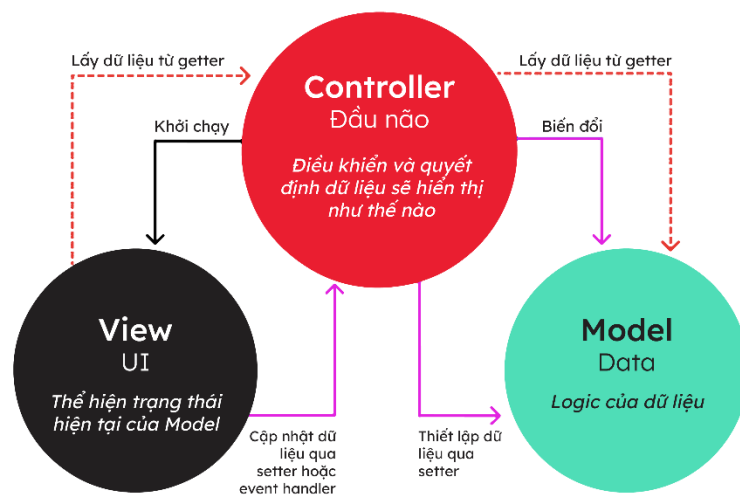 Lấy dữ liệu từ getter
Lấy dữ liệu từ getter
Controller
Đầu não
Khởi chạy
Biến đổi
Điều khiển và quyết
định dữ liệu sẽ hiển thị
như thế nào
View
UI
Thể hiện trạng thái
hiện tại của Model
Model
Data
Logic của dữ liệu
Cập nhật dữ
liệu qua
setter hoặc
event handler
Thiết lập dữ
liệu qua
setter